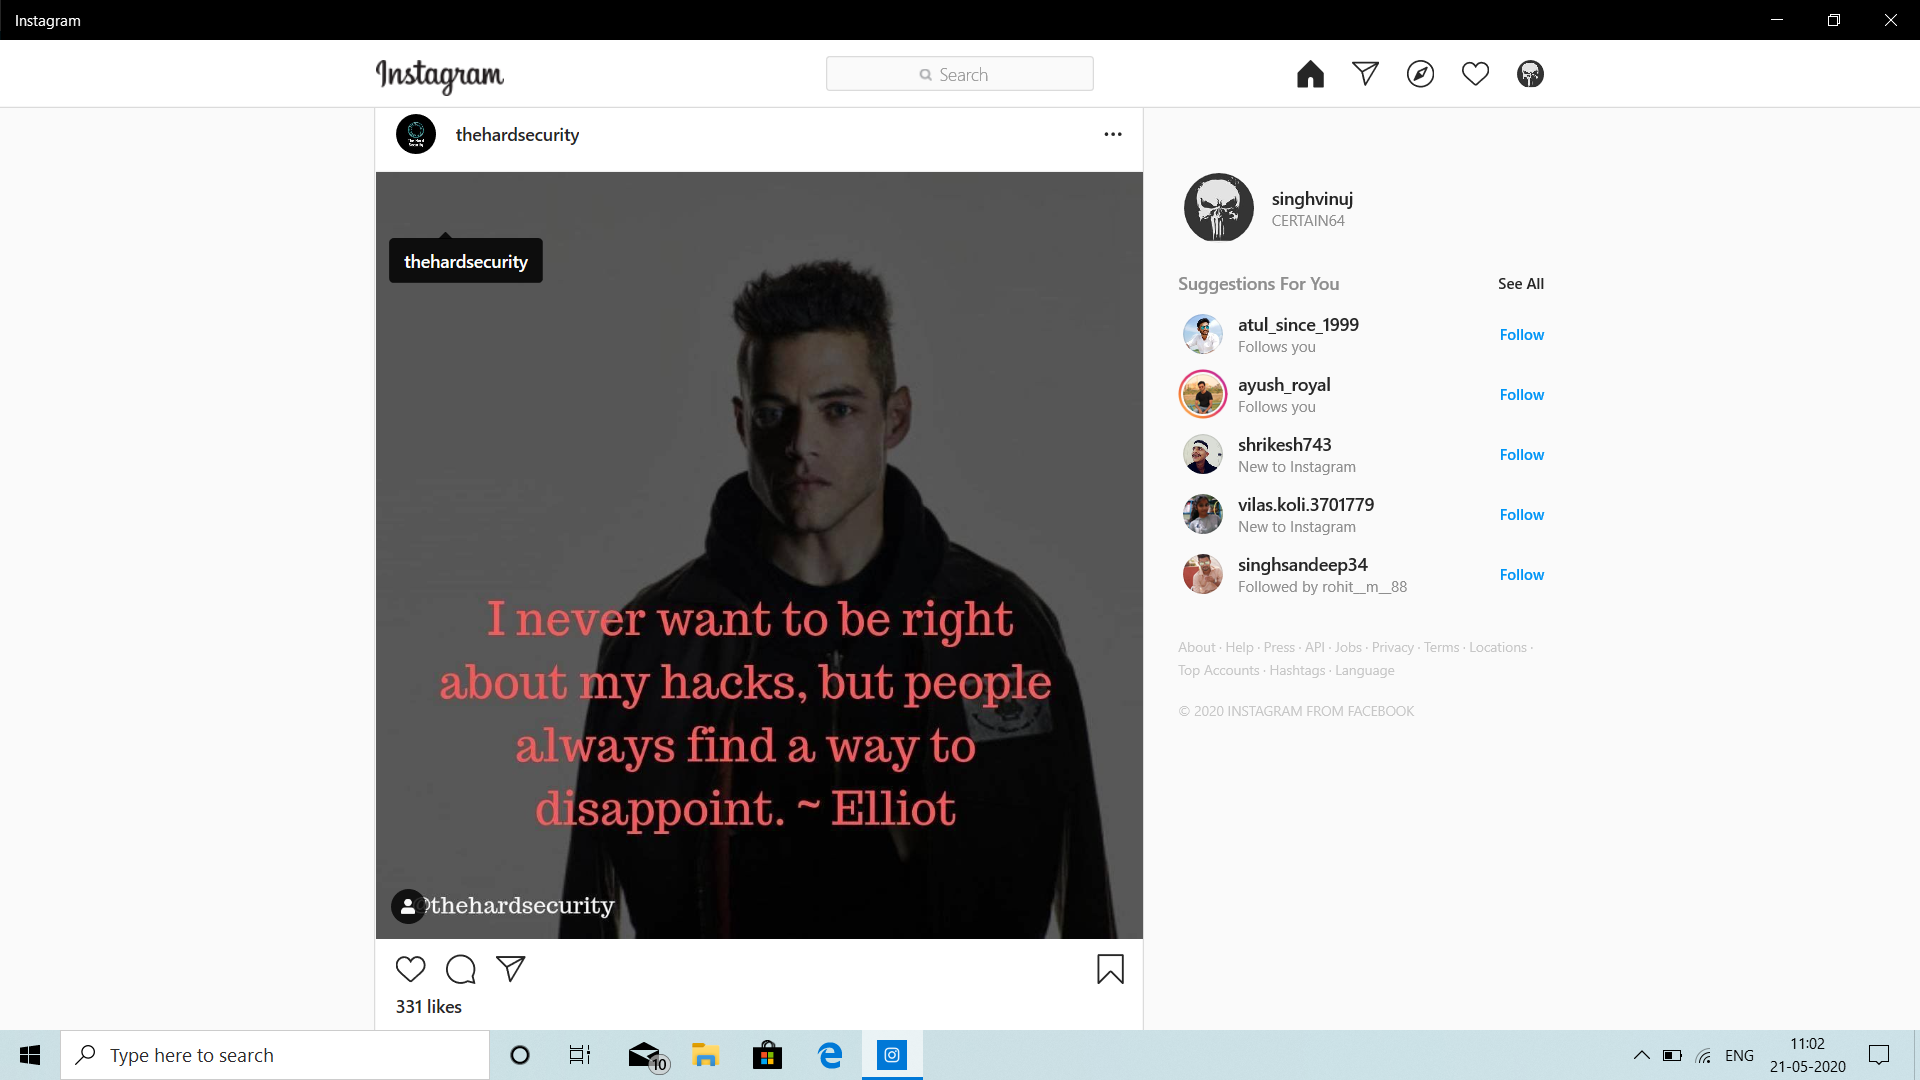 Instagram
Instagram
Search
thehardsecurity
thehardsecurity
I never want to be right
about my hacks, but people
always find a way to
disappoint. ~ Elliot
@thehardsecurity
331 likes
singhvinuj
CERTAIN64
Suggestions For You See All
atul_since_1999
Follows you
Follow
ayush_royal
Follows you
Follow
shrikesh743
New to Instagram
Follow
vilas.koli.3701779
New to Instagram
Follow
singhsandeep34
Followed by rohit__m__88
Follow
About · Help · Press · API · Jobs · Privacy · Terms · Locations ·
Top Accounts · Hashtags · Language
© 2020 INSTAGRAM FROM FACEBOOK
Type here to search
10
ENG
11:02
21-05-2020